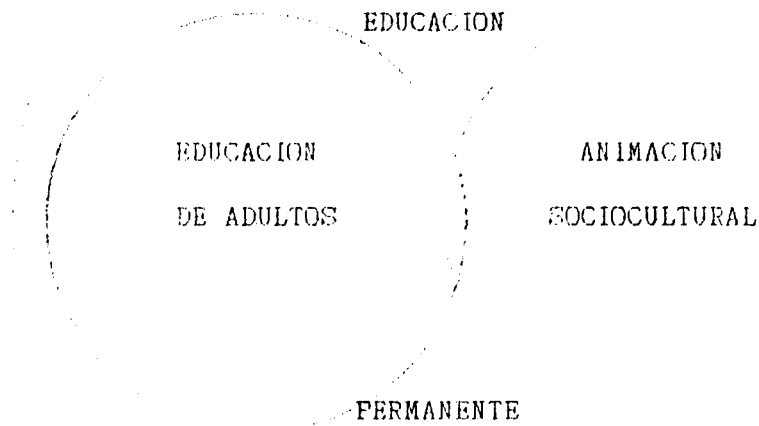 EDUCACION
EDUCACION
DE ADULTOS
ANIMACION
SOCIOCULTURAL
PERMANENTE